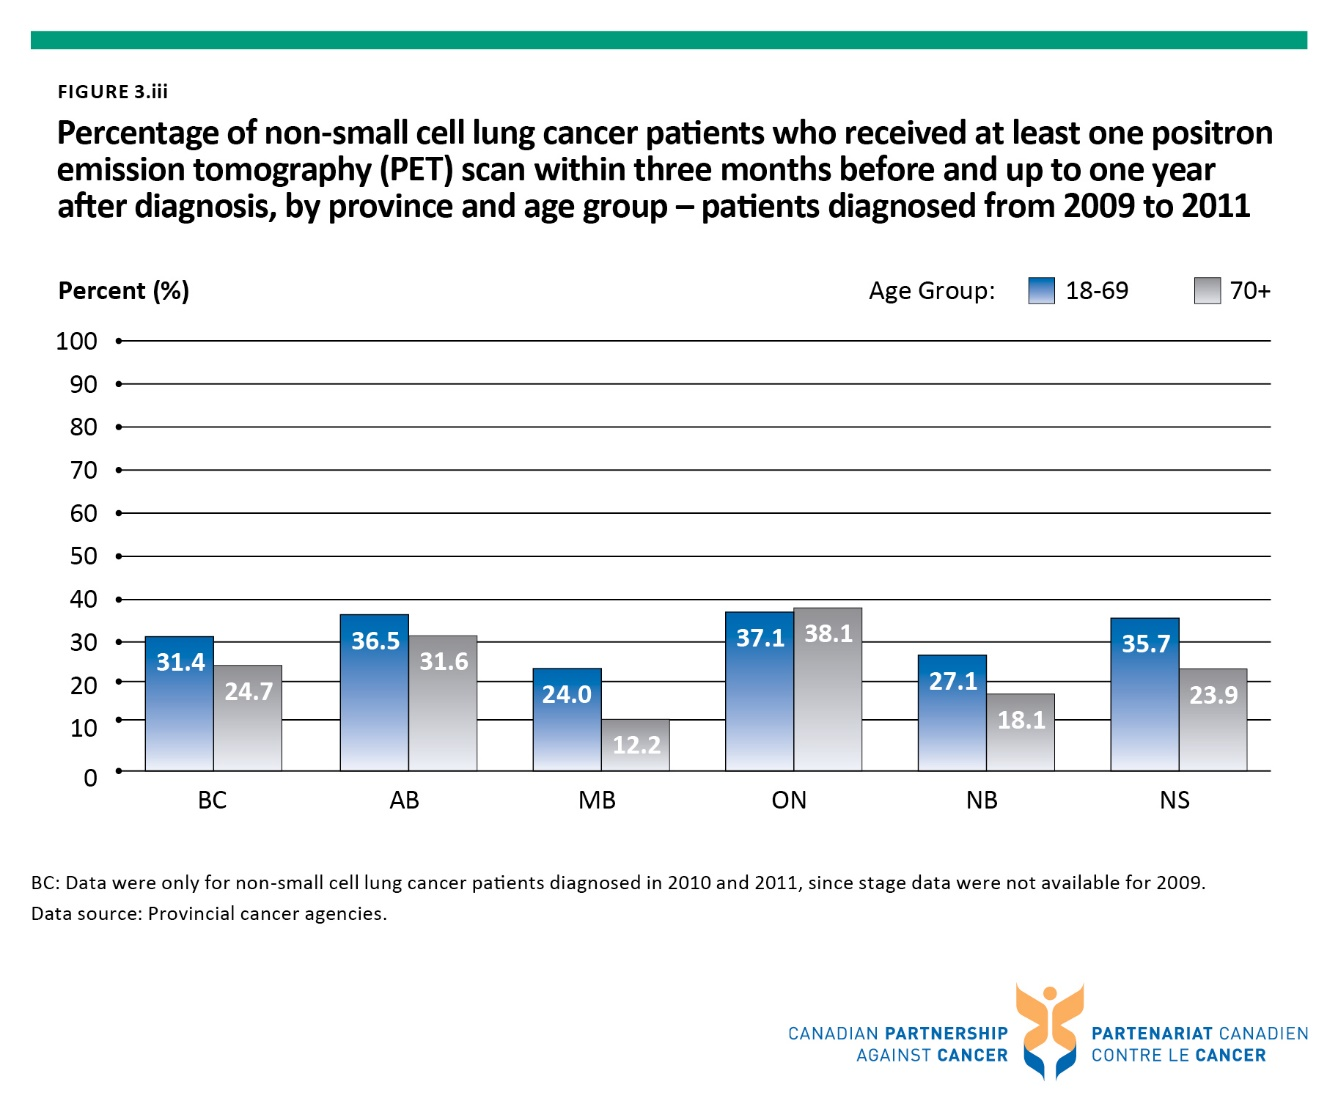 FIGURE 3.iii
Percentage of non-small cell lung cancer patients who received at least one positron
emission tomography (PET) scan within three months before and up to one year
after diagnosis, by province and age group – patients diagnosed from 2009 to 2011
Percent (%)
Age Group: 18-69 70+
100
90
80
70
60
50
40
30
20
10
0
31.4 24.7
36.5 31.6
24.0 12.2
37.1 38.1
27.1 18.1
35.7 23.9
BC AB MB ON NB NS
BC: Data were only for non-small cell lung cancer patients diagnosed in 2010 and 2011, since stage data were not available for 2009.
Data source: Provincial cancer agencies.
CANADIAN PARTNERSHIP
AGAINST CANCER
PARTENARIAT CANADIEN
CONTRE LE CANCER